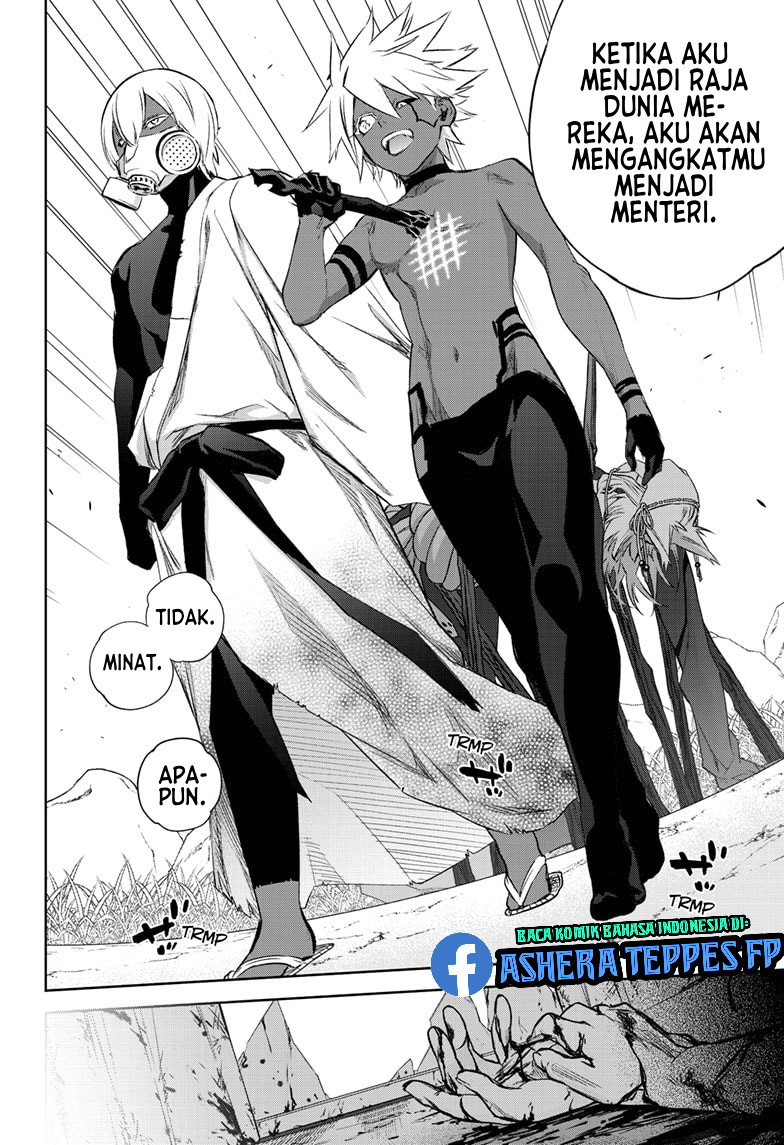 KETIKA AKU
MENJADI RAJA
DUNIA ME-
REKA, AKU AKAN
MENGANGKATMU
MENJADI
MENTERI.
TIDAK.
MINAT.
APA-
PUN.
TRMP
TRMP
TRMP
BACA KOMIK BAHASA INDONESIA DI:
f ASHERA TEPPES FP